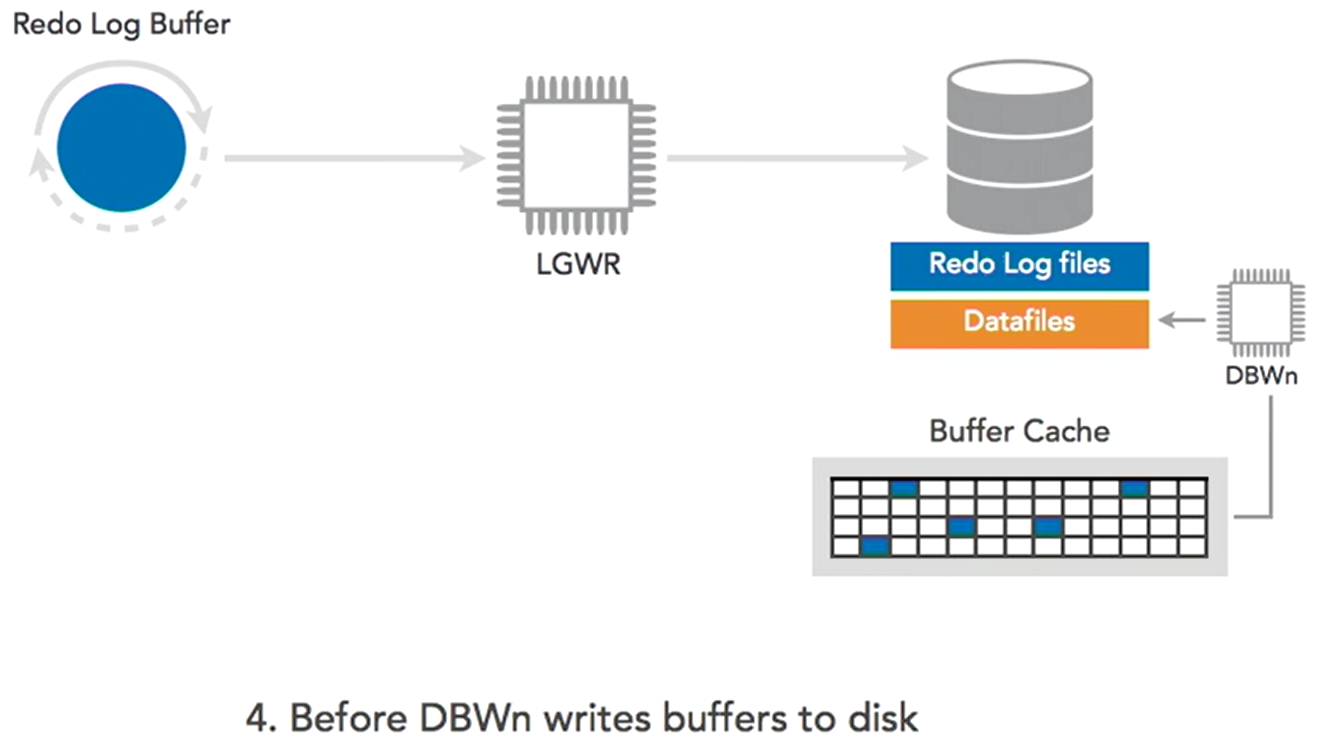 Redo Log Buffer
LGWR
Redo Log files
Datafiles
DBWn
Buffer Cache
4. Before DBWn writes buffers to disk